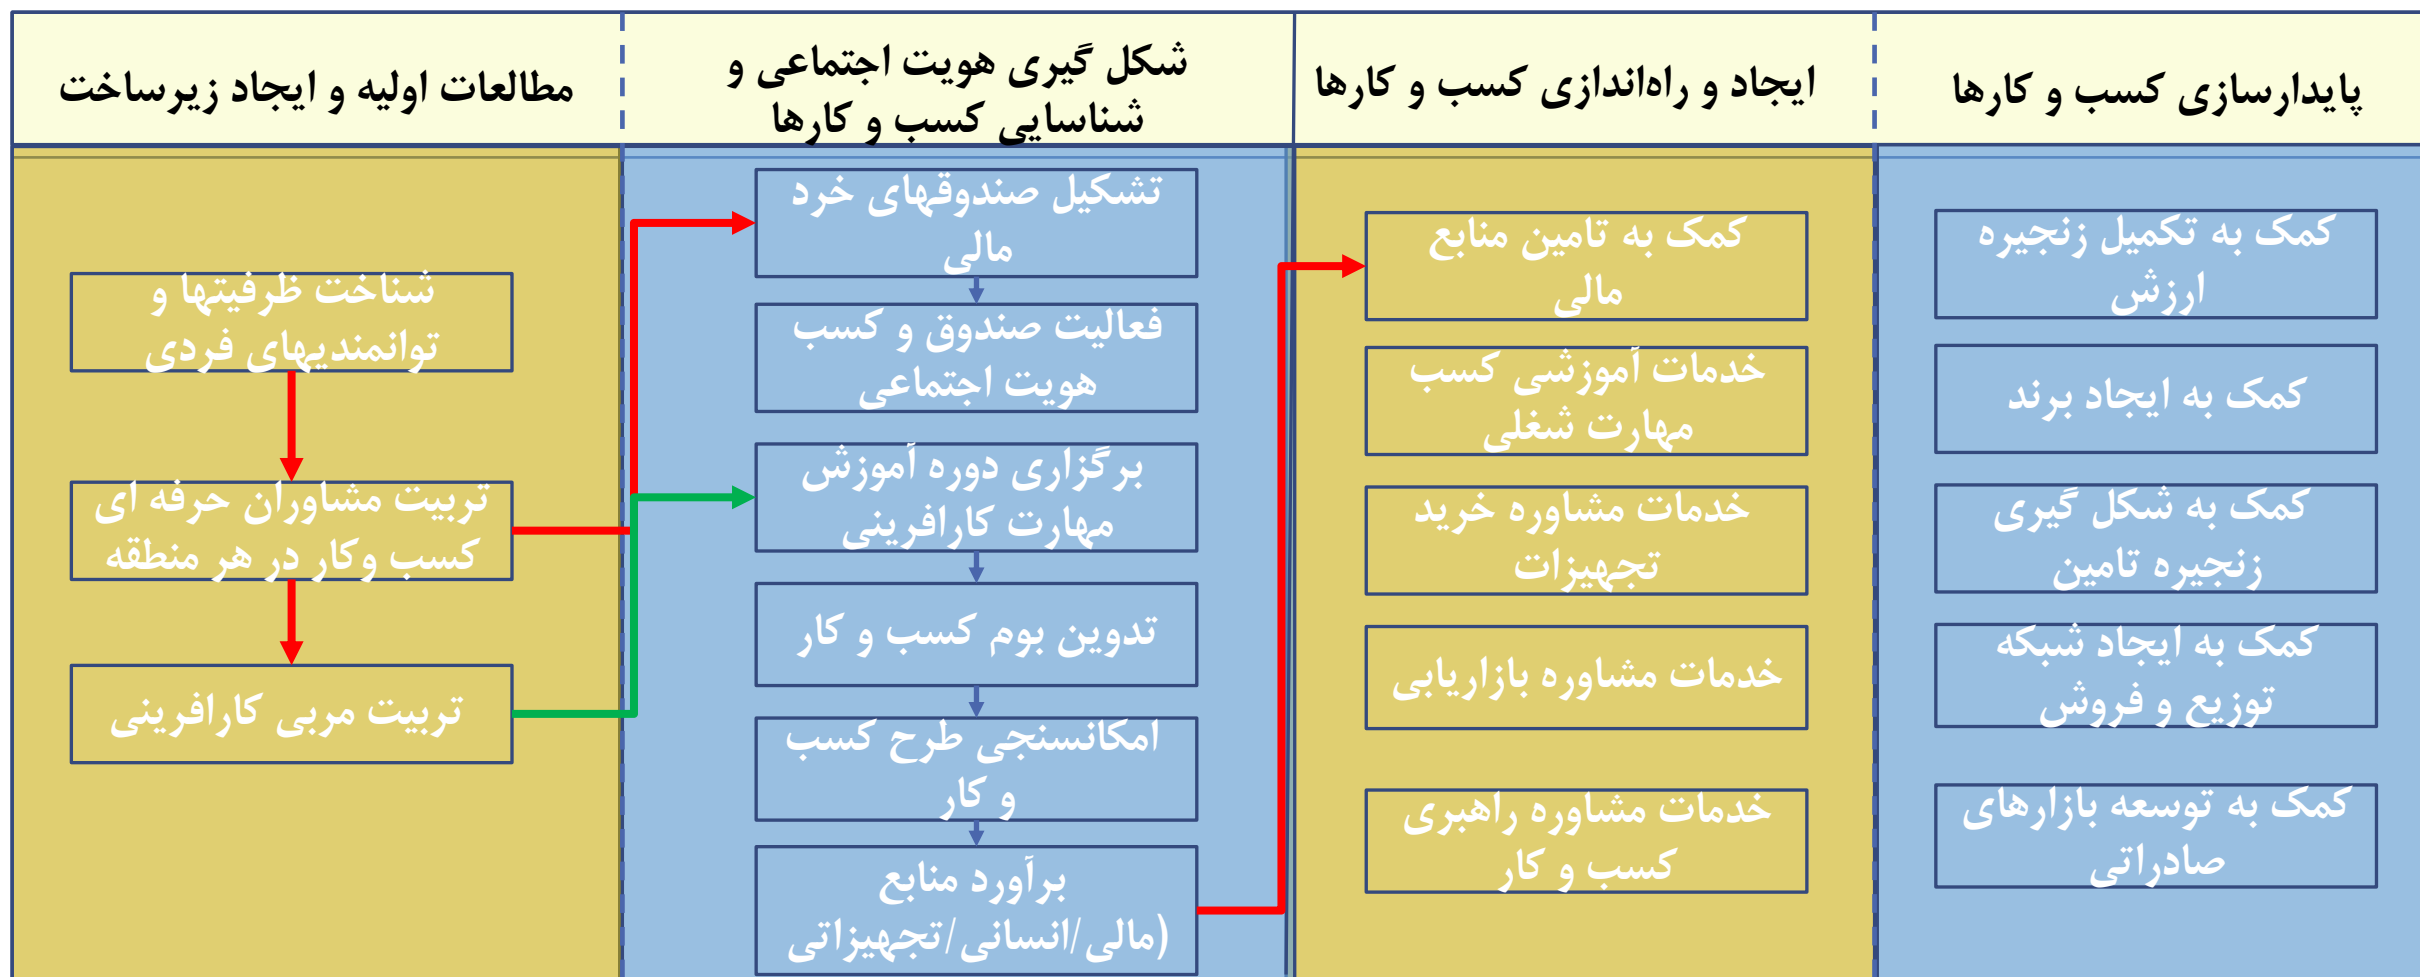 مطالعات اولیه و ایجاد زیرساخت
شکل گیری هویت اجتماعی و
شناسایی کسب و کارها
ایجاد و راه‌اندازی کسب و کارها
پایدارسازی کسب و کارها
شناخت ظرفیتها و
توانمندیهای فردی
تربیت مشاوران حرفه ای
کسب وکار در هر منطقه
تربیت مربی کارافرینی
تشکیل صندوقهای خرد
مالی
فعالیت صندوق و کسب
هویت اجتماعی
برگزاری دوره آموزش
مهارت کارافرینی
تدوین بوم کسب و کار
امکانسنجی طرح کسب
و کار
برآورد منابع
(مالی/انسانی/تجهیزاتی
کمک به تامین منابع
مالی
خدمات آموزشی کسب
مهارت شغلی
خدمات مشاوره خرید
تجهیزات
خدمات مشاوره بازاریابی
خدمات مشاوره راهبری
کسب و کار
کمک به تکمیل زنجیره
ارزش
کمک به ایجاد برند
کمک به شکل گیری
زنجیره تامین
کمک به ایجاد شبکه
توزیع و فروش
کمک به توسعه بازارهای
صادراتی